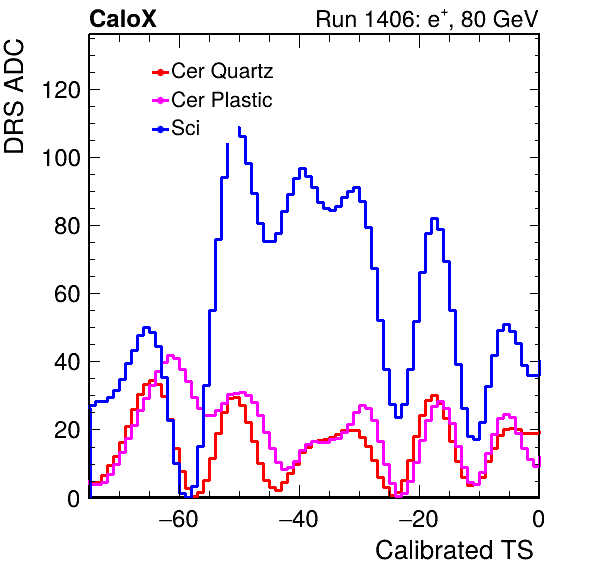 CaloX Run 1406: e⁺, 80 GeV
DRS ADC
Cer Quartz
Cer Plastic
Sci
120
100
80
60
40
20
0
−60 −40 −20 0
Calibrated TS